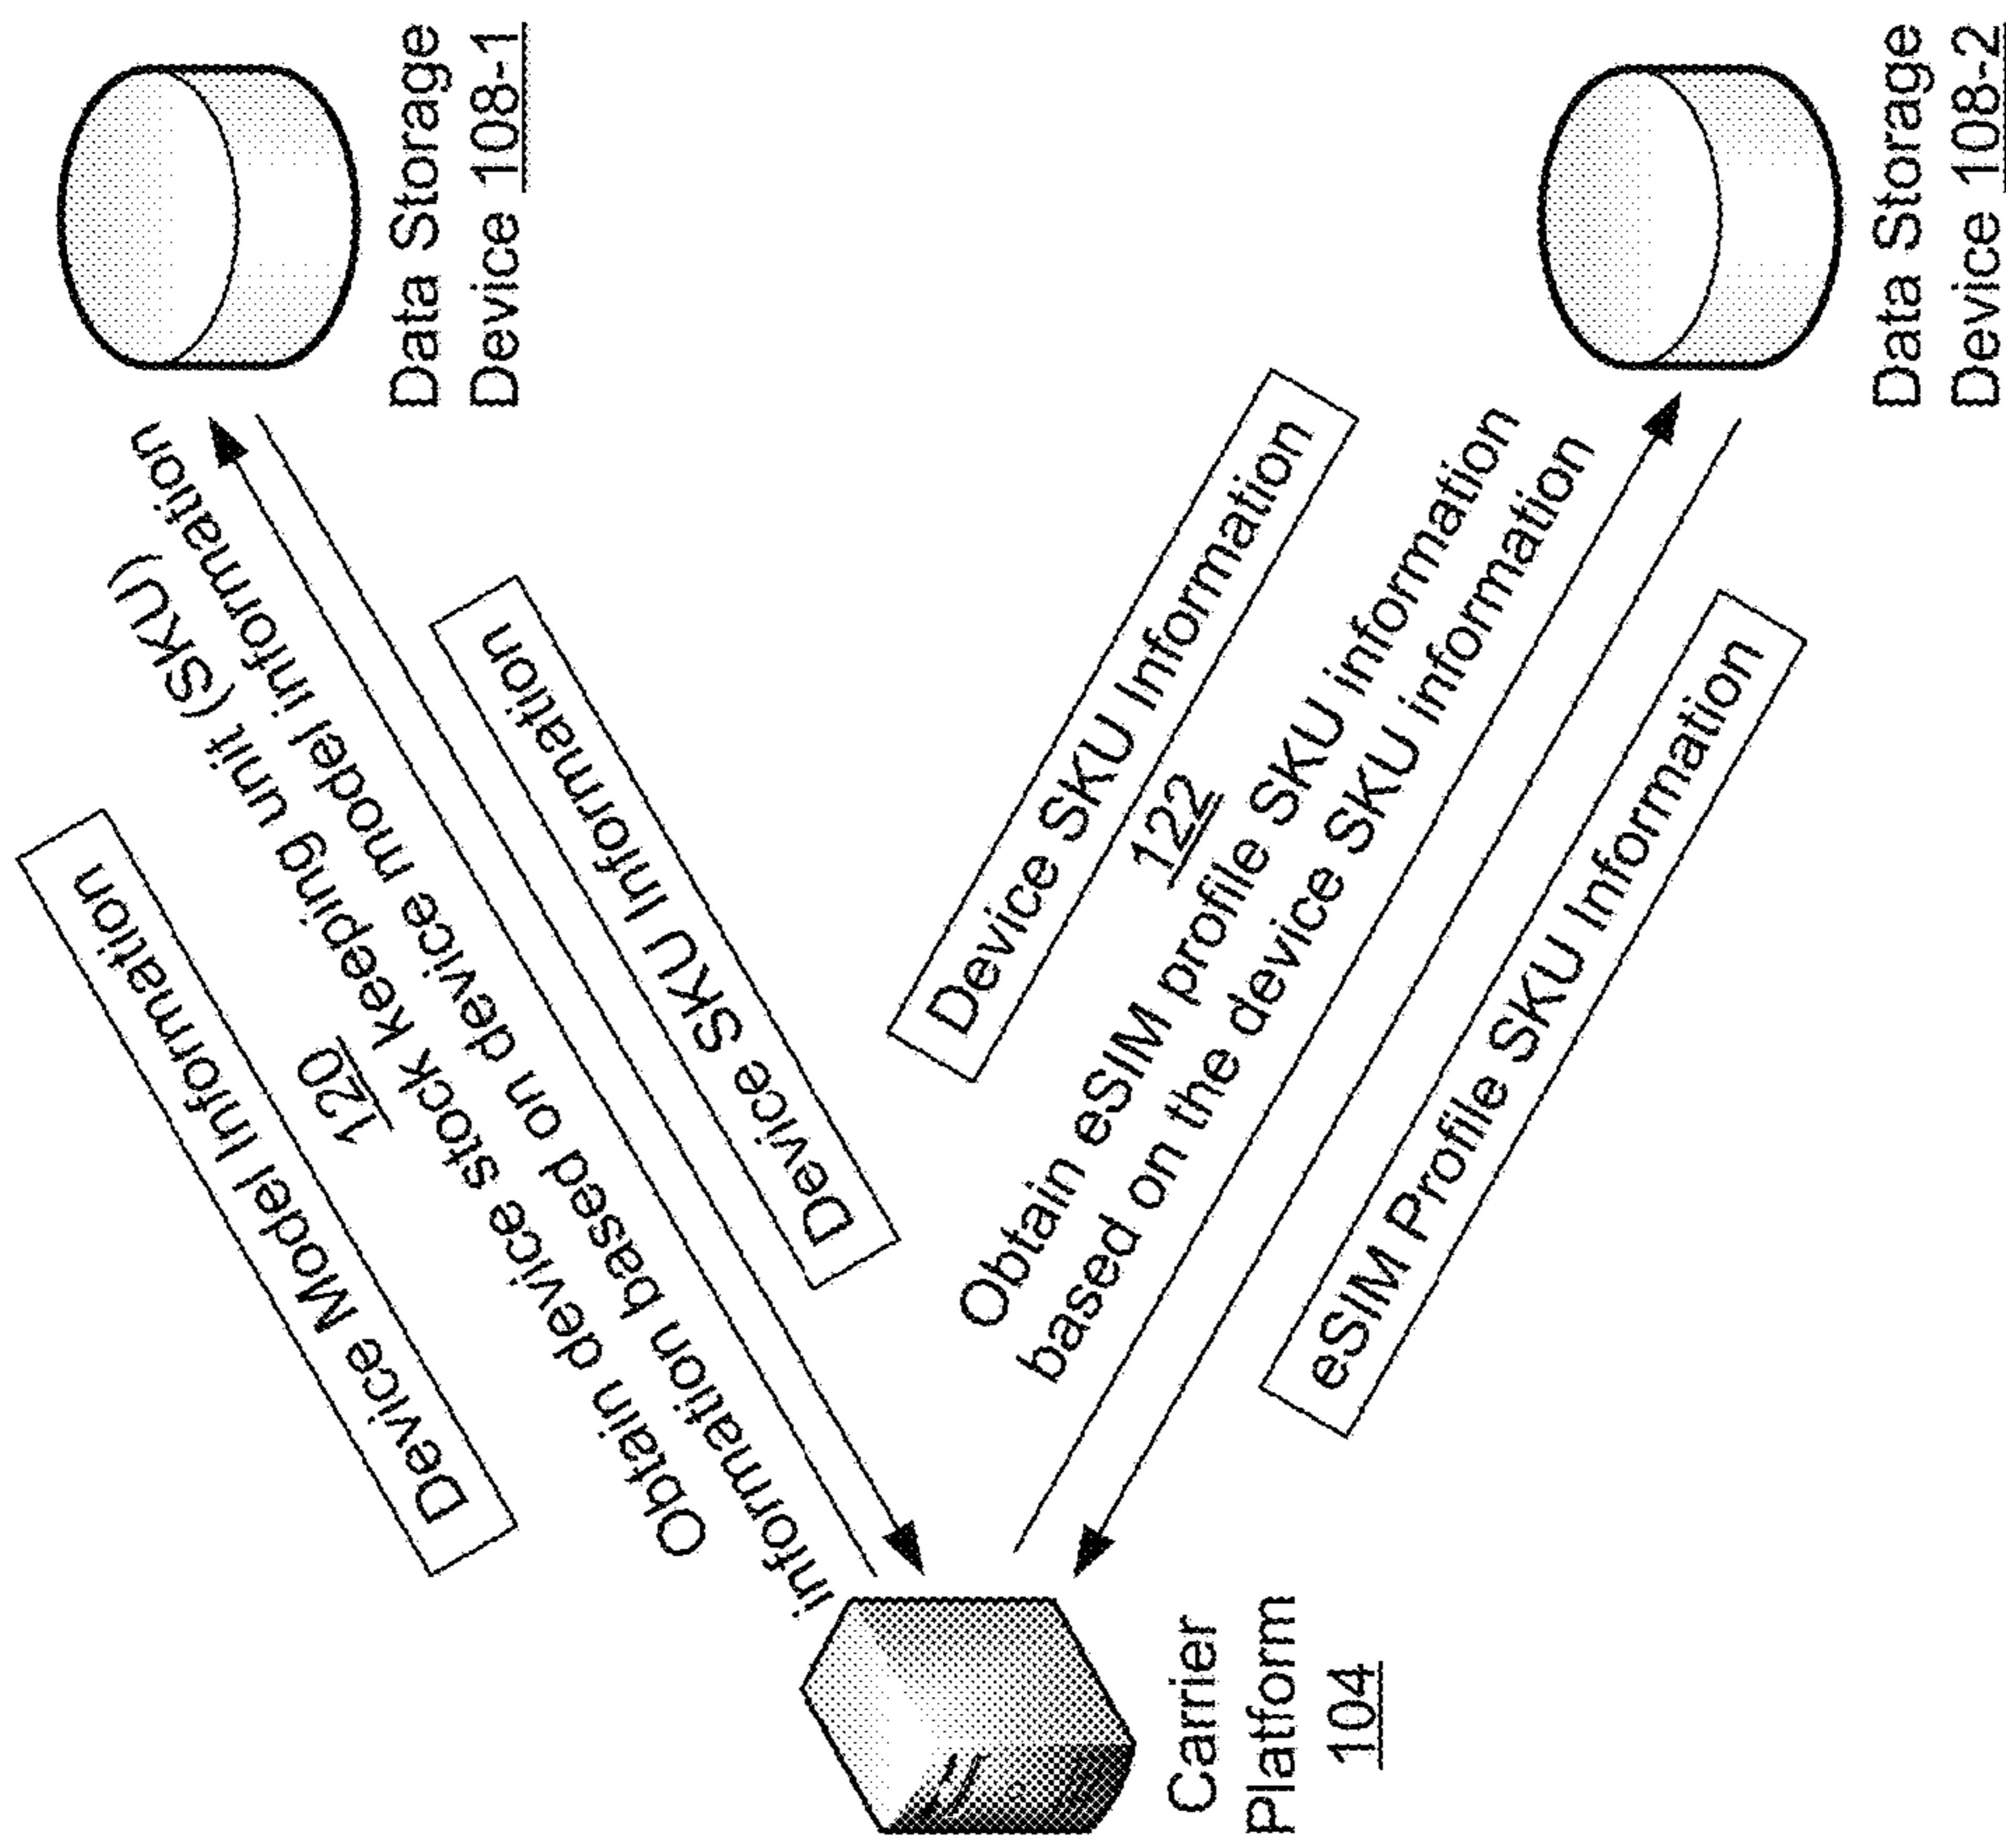 Device Model Information
120
Obtain device stock keeping unit (SKU)
information based on device model information
Device SKU Information
Data Storage
Device 108-1
Carrier
Platform
104
Device SKU Information
122
Obtain eSIM profile SKU information
based on the device SKU information
eSIM Profile SKU Information
Data Storage
Device 108-2